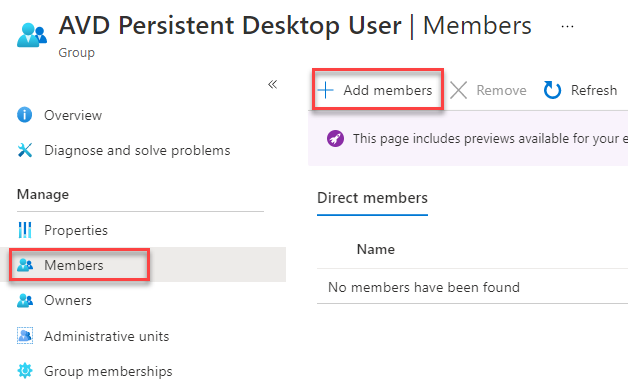 AVD Persistent Desktop User | Members ...
Group
«
Add members Remove Refresh
Overview
This page includes previews available for your e
Diagnose and solve problems
Manage
Direct members
Properties
Name
Members
No members have been found
Owners
Administrative units
Group memberships